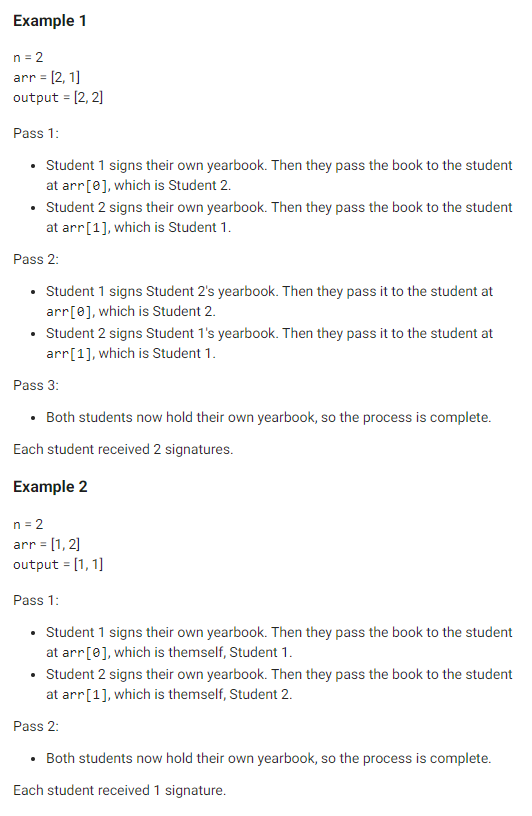 Example 1
n = 2
arr = [2, 1]
output = [2, 2]
Pass 1:
• Student 1 signs their own yearbook. Then they pass the book to the student
at arr[0], which is Student 2.
• Student 2 signs their own yearbook. Then they pass the book to the student
at arr[1], which is Student 1.
Pass 2:
• Student 1 signs Student 2's yearbook. Then they pass it to the student at
arr[0], which is Student 2.
• Student 2 signs Student 1's yearbook. Then they pass it to the student at
arr[1], which is Student 1.
Pass 3:
• Both students now hold their own yearbook, so the process is complete.
Each student received 2 signatures.
Example 2
n = 2
arr = [1, 2]
output = [1, 1]
Pass 1:
• Student 1 signs their own yearbook. Then they pass the book to the student
at arr[0], which is themself, Student 1.
• Student 2 signs their own yearbook. Then they pass the book to the student
at arr[1], which is themself, Student 2.
Pass 2:
• Both students now hold their own yearbook, so the process is complete.
Each student received 1 signature.